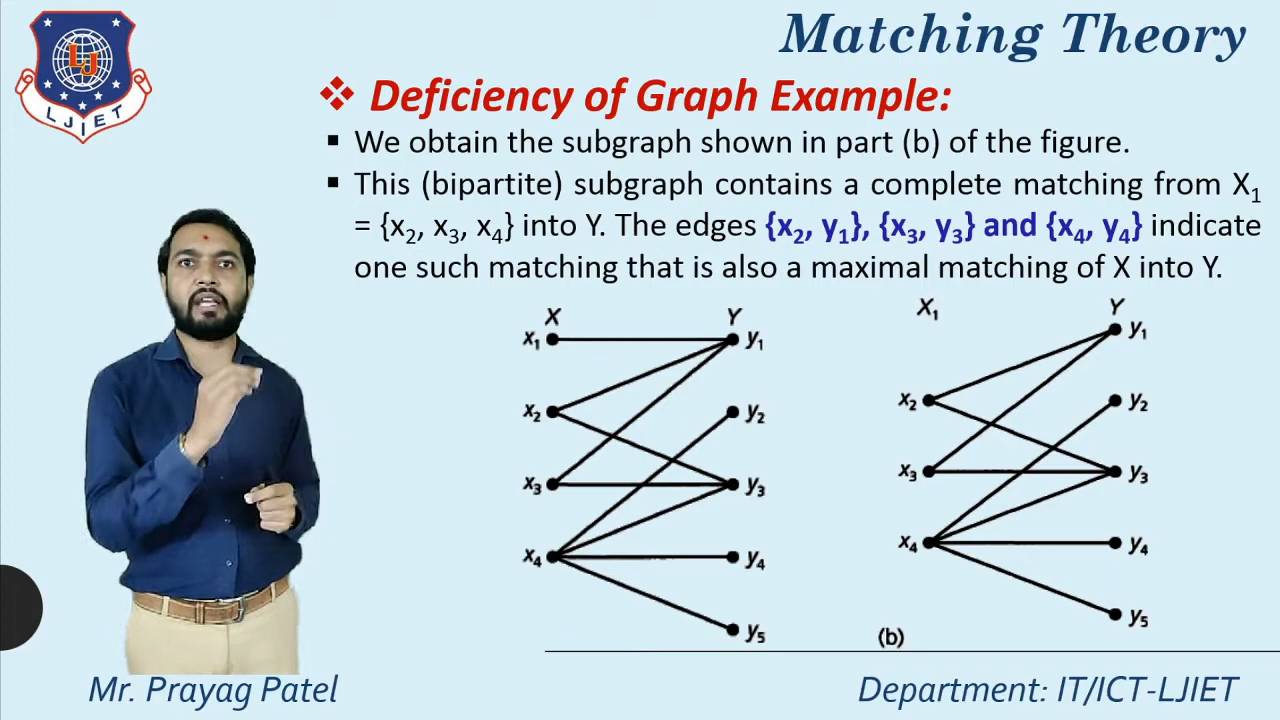 LJ
LJIET
Matching Theory
❖ Deficiency of Graph Example:
▪ We obtain the subgraph shown in part (b) of the figure.
▪ This (bipartite) subgraph contains a complete matching from X₁
= {x₂, x₃, x₄} into Y. The edges {x₂, y₁}, {x₃, y₃} and {x₄, y₄} indicate
one such matching that is also a maximal matching of X into Y.
X Y
x₁ y₁
x₂ y₂
x₃ y₃
x₄ y₄
y₅
X₁ Y
y₁
x₂ y₂
x₃ y₃
x₄ y₄
y₅
(b)
Mr. Prayag Patel
Department: IT/ICT-LJIET